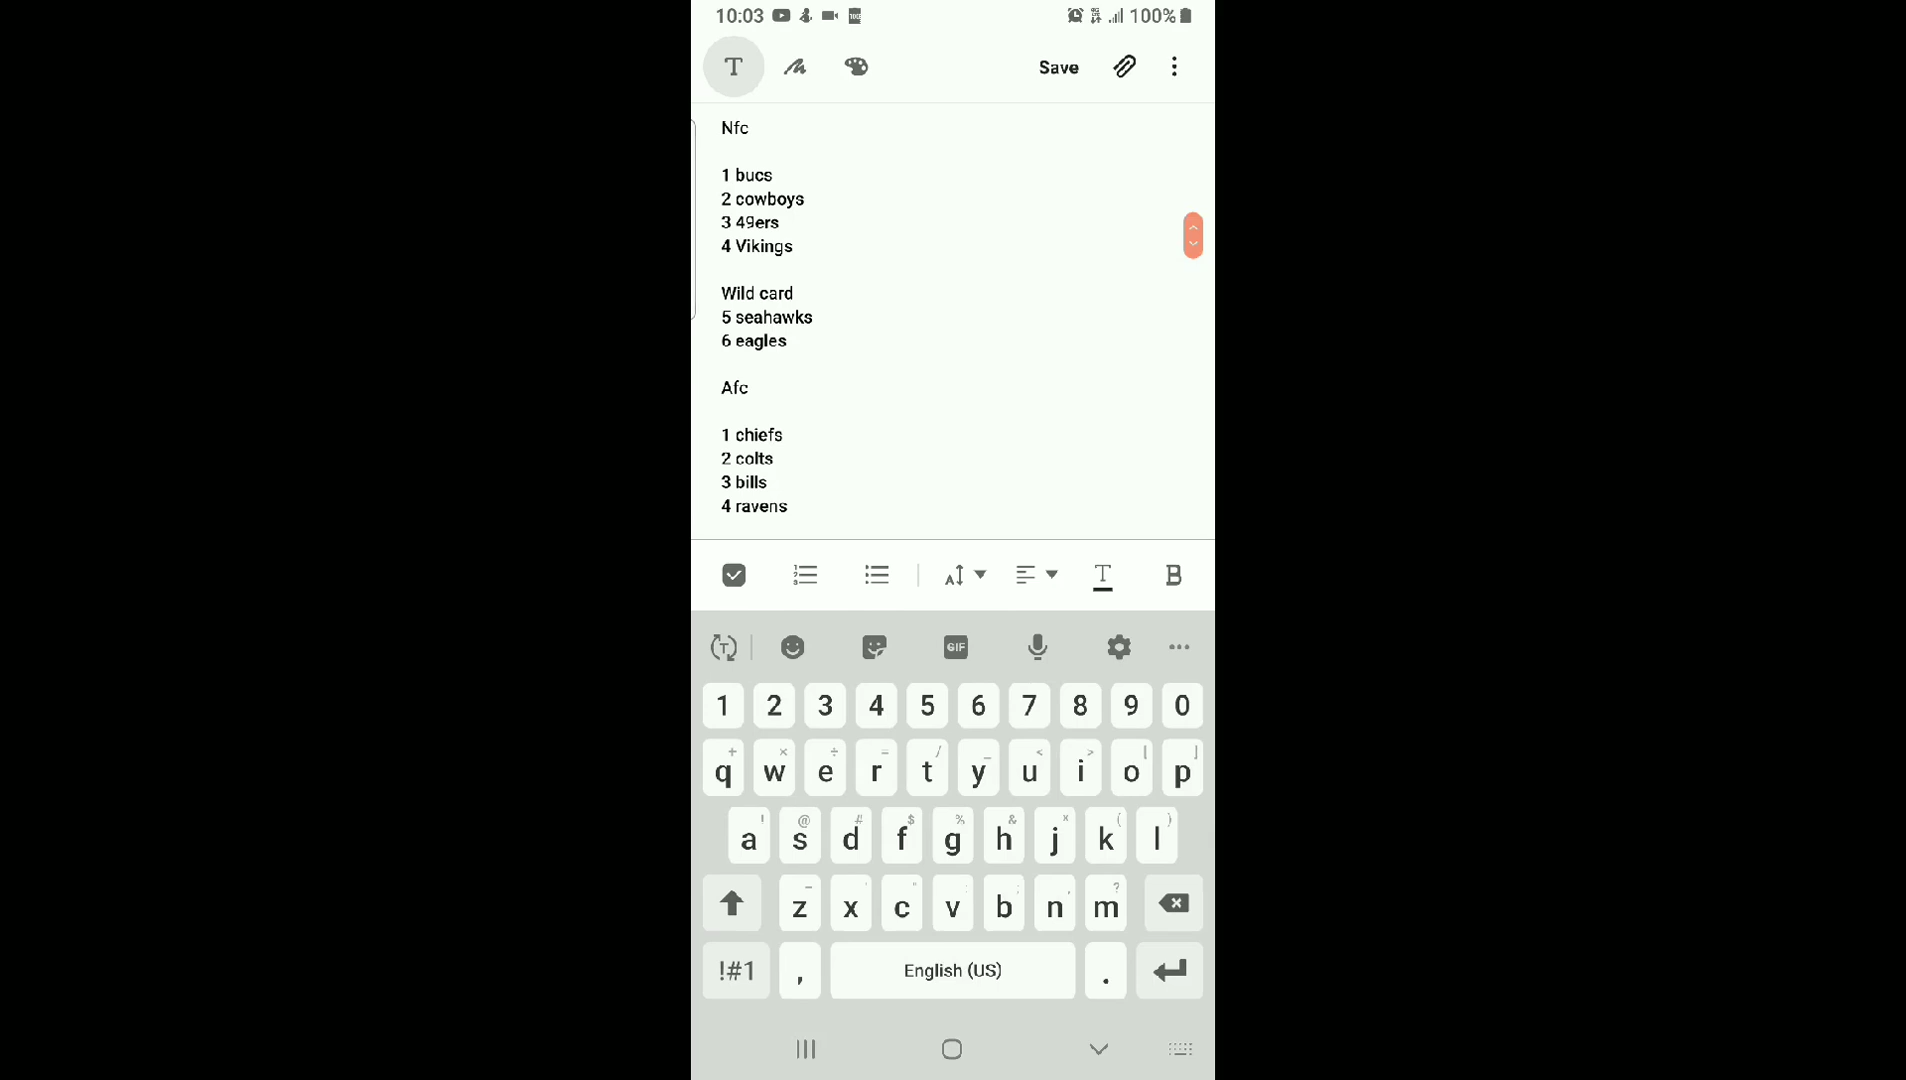 10:03
100%
T
Save
Nfc
1 bucs
2 cowboys
3 49ers
4 Vikings
Wild card
5 seahawks
6 eagles
Afc
1 chiefs
2 colts
3 bills
4 ravens
T B
GIF
1 2 3 4 5 6 7 8 9 0
q w e r t y u i o p
a s d f g h j k l
z x c v b n m
!#1 , English (US) .